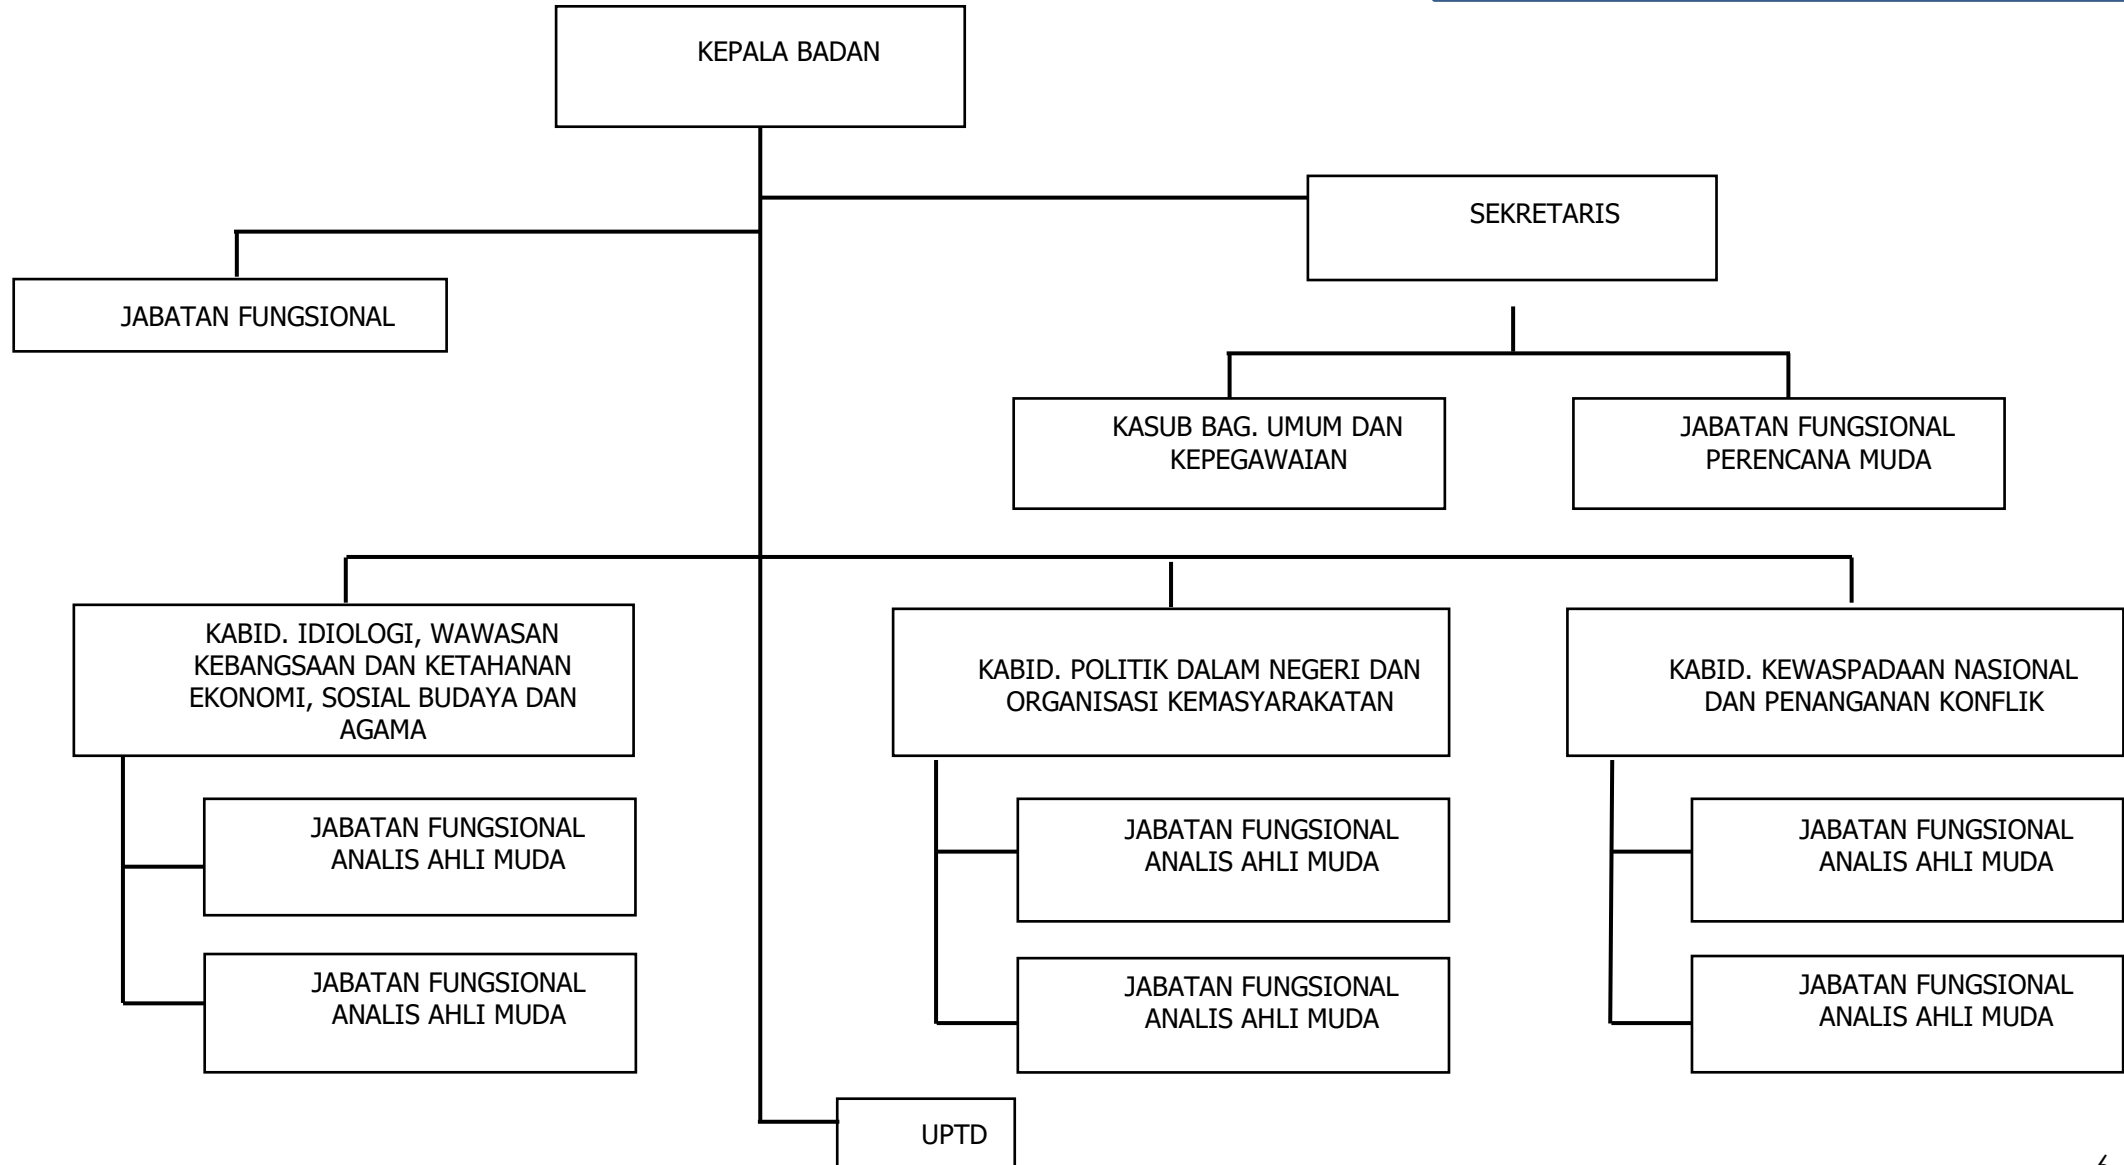 KEPALA BADAN
SEKRETARIS
JABATAN FUNGSIONAL
KASUB BAG. UMUM DAN
KEPEGAWAIAN
JABATAN FUNGSIONAL
PERENCANA MUDA
KABID. IDIOLOGI, WAWASAN
KEBANGSAAN DAN KETAHANAN
EKONOMI, SOSIAL BUDAYA DAN
AGAMA
KABID. POLITIK DALAM NEGERI DAN
ORGANISASI KEMASYARAKATAN
KABID. KEWASPADAAN NASIONAL
DAN PENANGANAN KONFLIK
JABATAN FUNGSIONAL
ANALIS AHLI MUDA
JABATAN FUNGSIONAL
ANALIS AHLI MUDA
JABATAN FUNGSIONAL
ANALIS AHLI MUDA
JABATAN FUNGSIONAL
ANALIS AHLI MUDA
JABATAN FUNGSIONAL
ANALIS AHLI MUDA
JABATAN FUNGSIONAL
ANALIS AHLI MUDA
UPTD